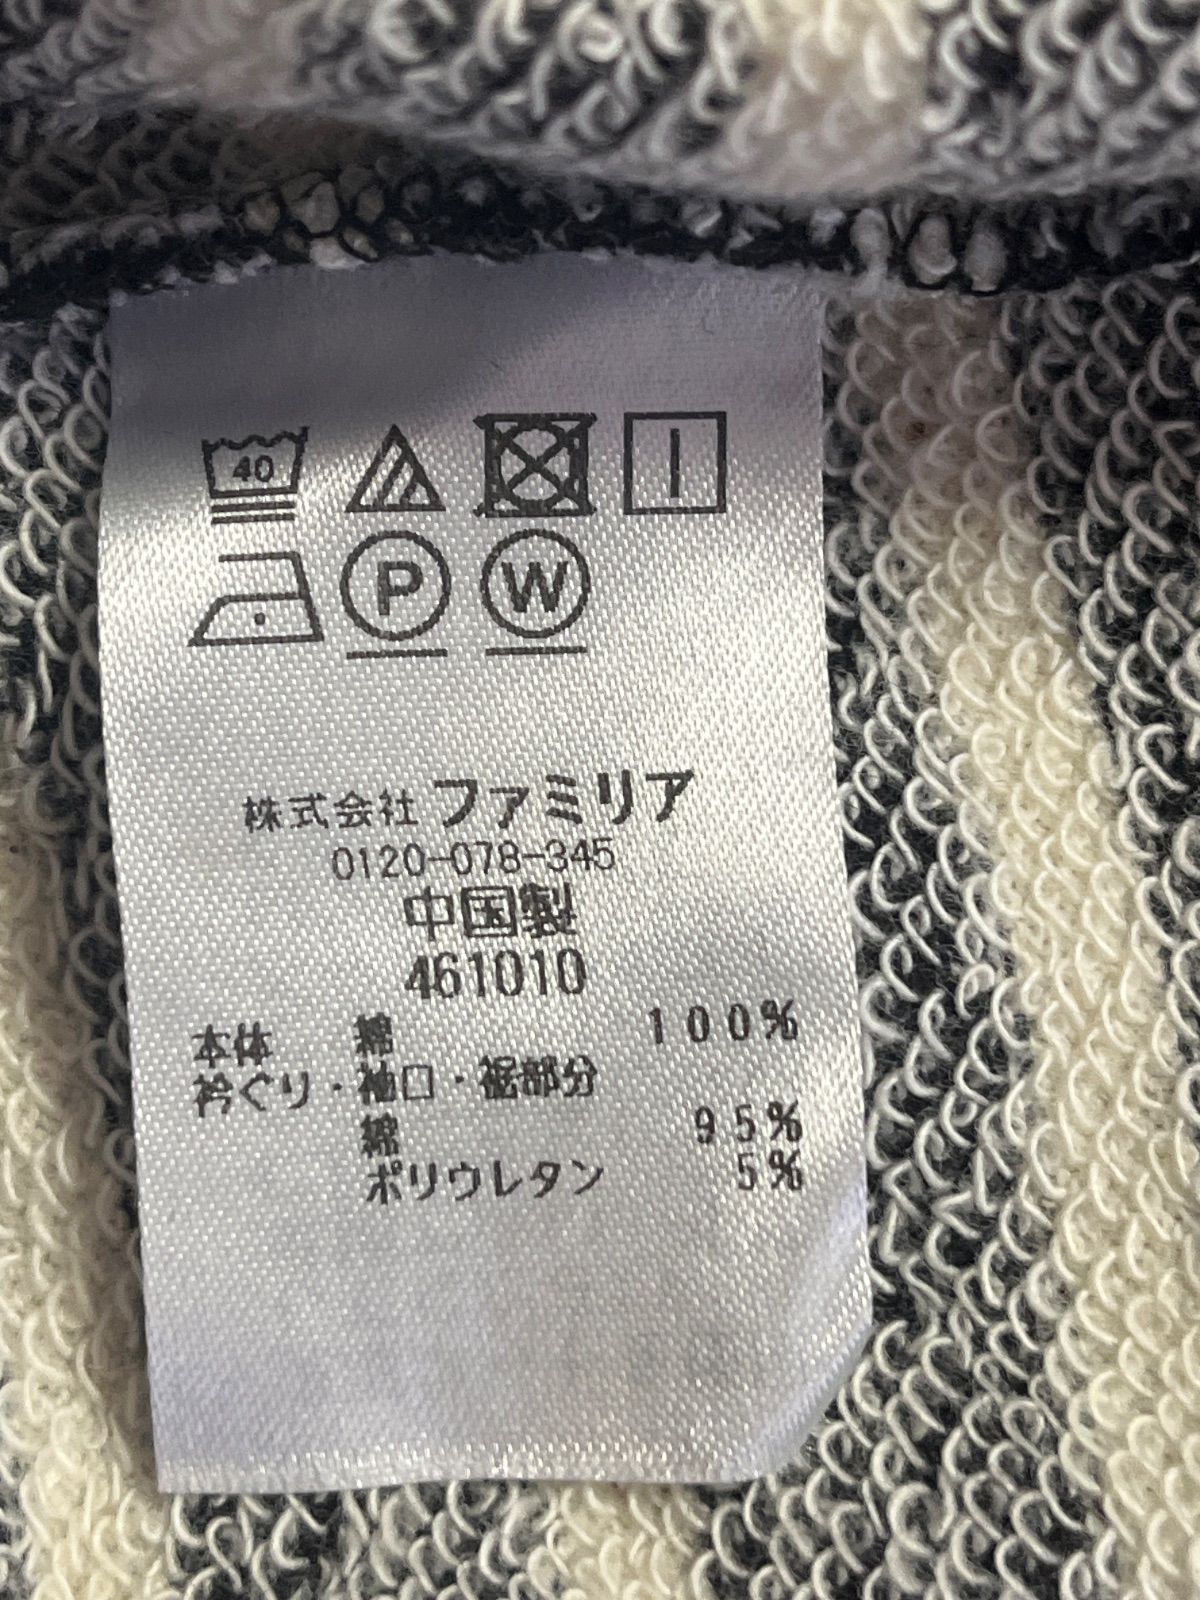 40
P W
株式会社 ファミリア
0120-078-345
中国製
461010
本体 綿 100%
衿ぐり・袖口・裾部分
綿 95%
ポリウレタン 5%